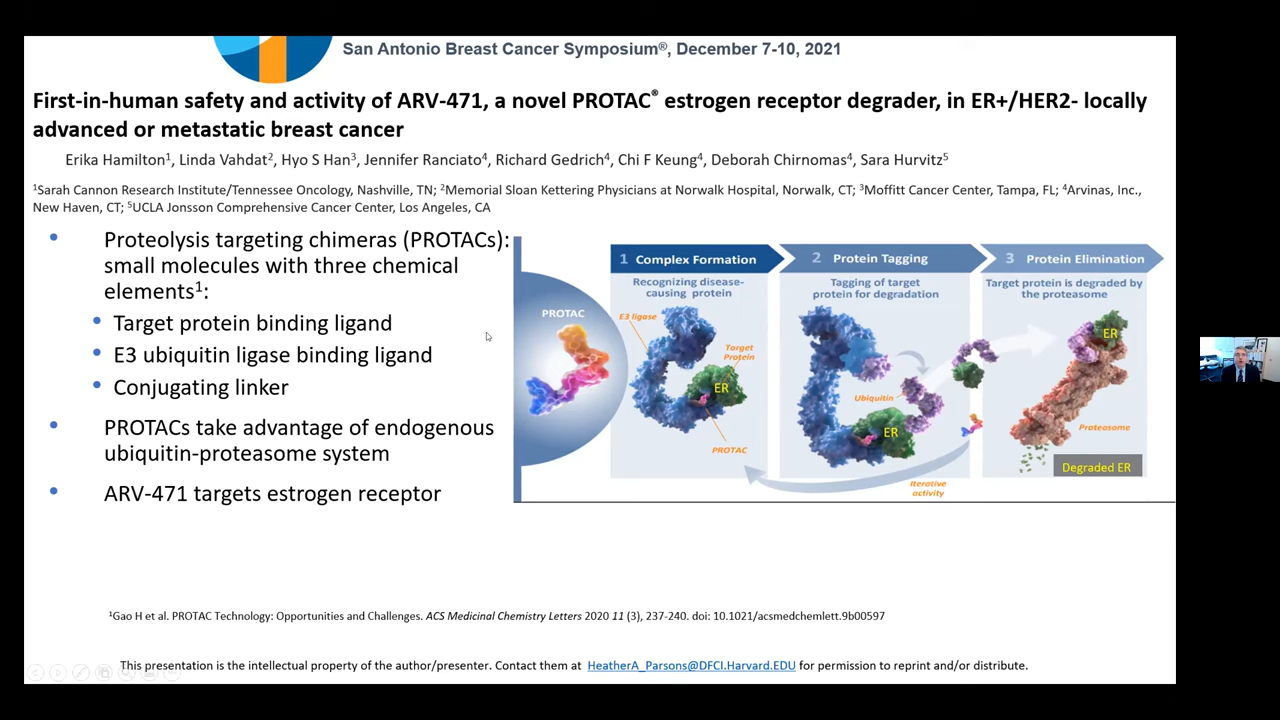 San Antonio Breast Cancer Symposium®, December 7-10, 2021
First-in-human safety and activity of ARV-471, a novel PROTAC® estrogen receptor degrader, in ER+/HER2- locally
advanced or metastatic breast cancer
Erika Hamilton¹, Linda Vahdat², Hyo S Han³, Jennifer Ranciato⁴, Richard Gedrich⁴, Chi F Keung⁴, Deborah Chirnomas⁴, Sara Hurvitz⁵
¹Sarah Cannon Research Institute/Tennessee Oncology, Nashville, TN; ²Memorial Sloan Kettering Physicians at Norwalk Hospital, Norwalk, CT; ³Moffitt Cancer Center, Tampa, FL; ⁴Arvinas, Inc.,
New Haven, CT; ⁵UCLA Jonsson Comprehensive Cancer Center, Los Angeles, CA
• Proteolysis targeting chimeras (PROTACs):
small molecules with three chemical
elements¹:
• Target protein binding ligand
• E3 ubiquitin ligase binding ligand
• Conjugating linker
• PROTACs take advantage of endogenous
ubiquitin-proteasome system
• ARV-471 targets estrogen receptor
PROTAC
1 Complex Formation
Recognizing disease-
causing protein
E3 ligase
Target
Protein
ER
PROTAC
2 Protein Tagging
Tagging of target
protein for degradation
Ubiquitin
ER
Iterative
activity
3 Protein Elimination
Target protein is degraded by
the proteasome
ER
Proteasome
Degraded ER
¹Gao H et al. PROTAC Technology: Opportunities and Challenges. ACS Medicinal Chemistry Letters 2020 11 (3), 237-240. doi: 10.1021/acsmedchemlett.9b00597
This presentation is the intellectual property of the author/presenter. Contact them at HeatherA_Parsons@DFCI.Harvard.EDU for permission to reprint and/or distribute.